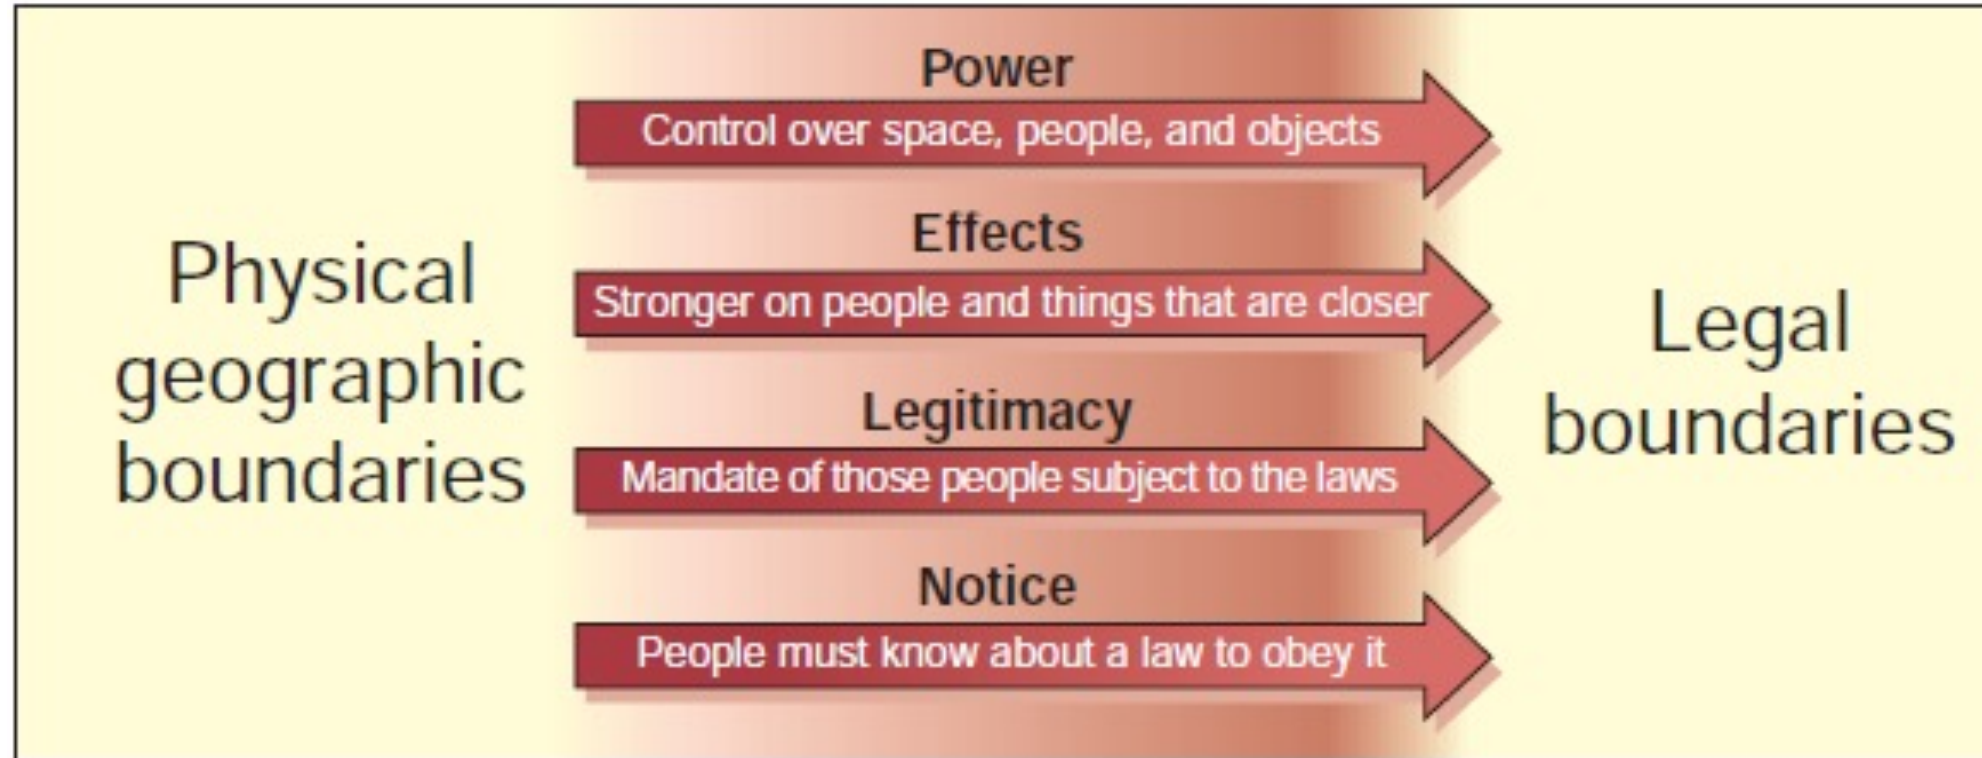 Physical
geographic
boundaries
Power
Control over space, people, and objects
Effects
Stronger on people and things that are closer
Legitimacy
Mandate of those people subject to the laws
Notice
People must know about a law to obey it
Legal
boundaries